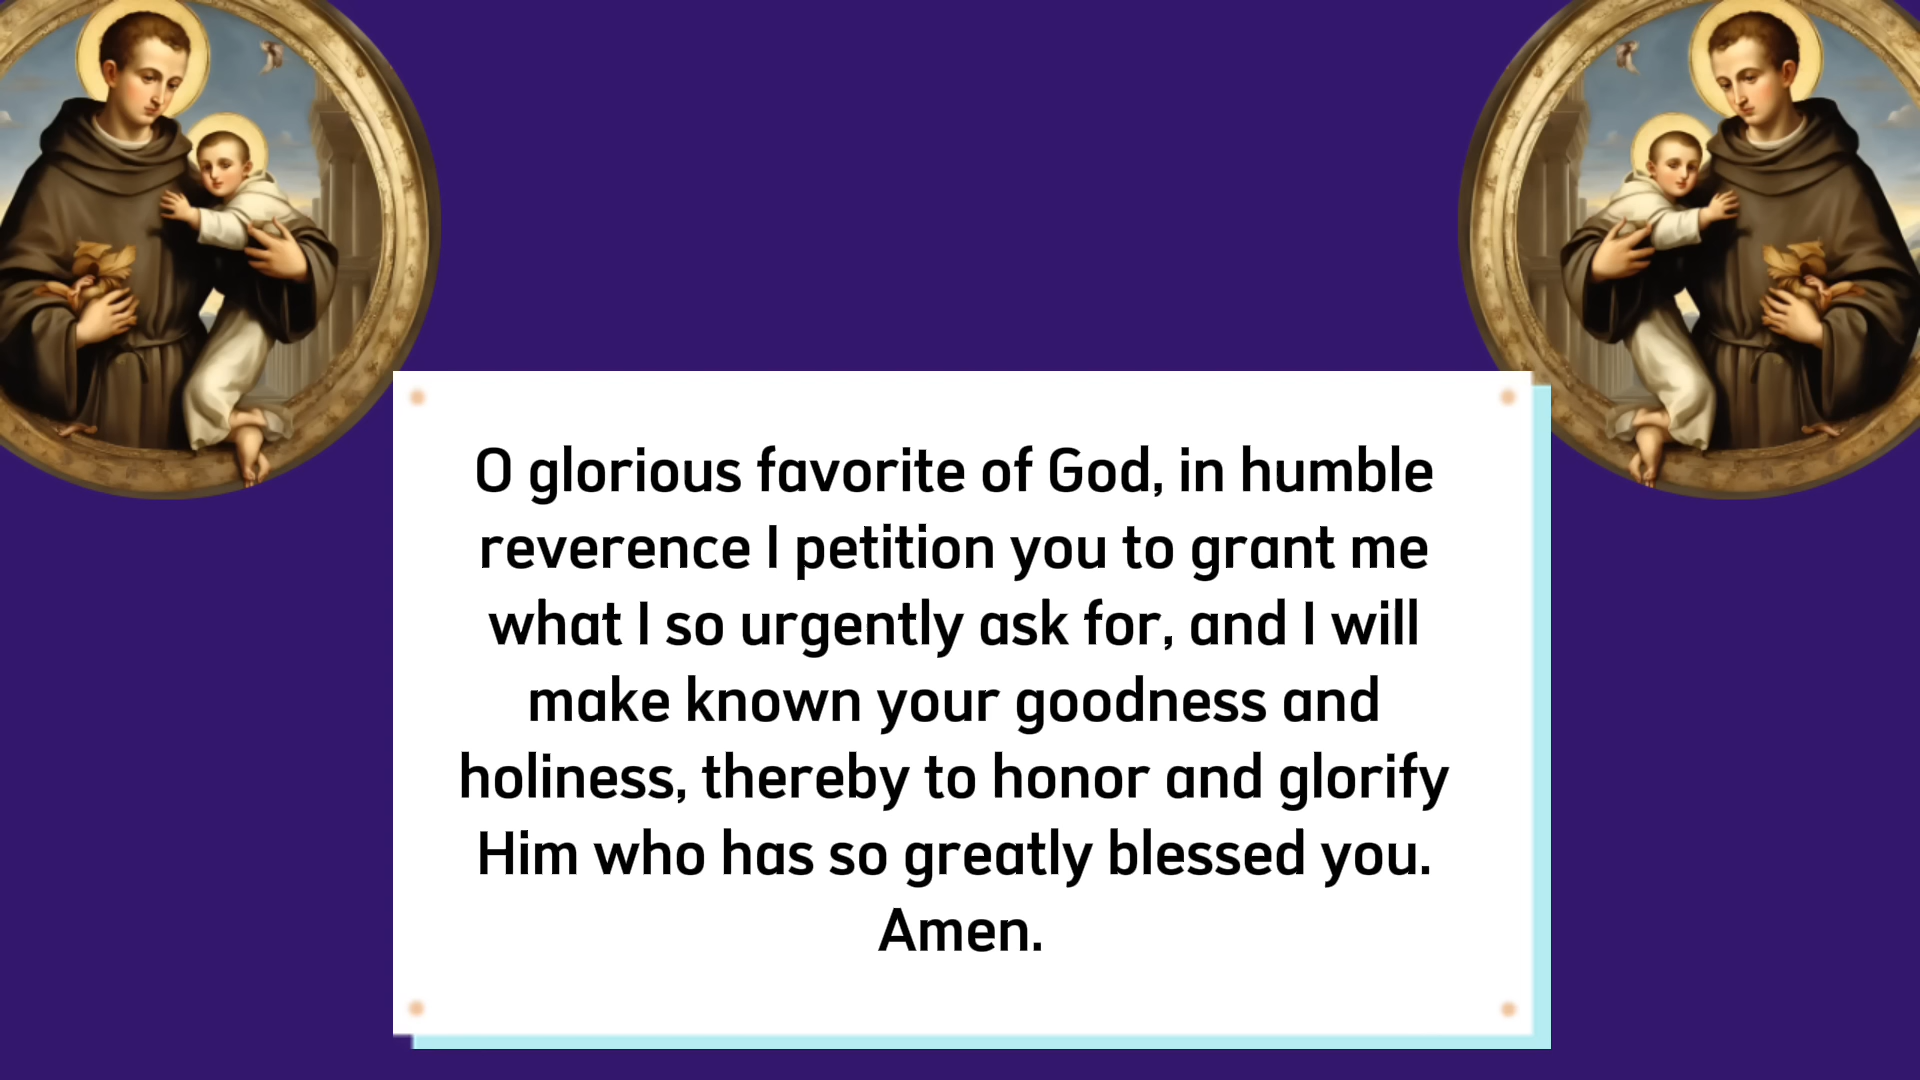 O glorious favorite of God, in humble
reverence I petition you to grant me
what I so urgently ask for, and I will
make known your goodness and
holiness, thereby to honor and glorify
Him who has so greatly blessed you.
Amen.